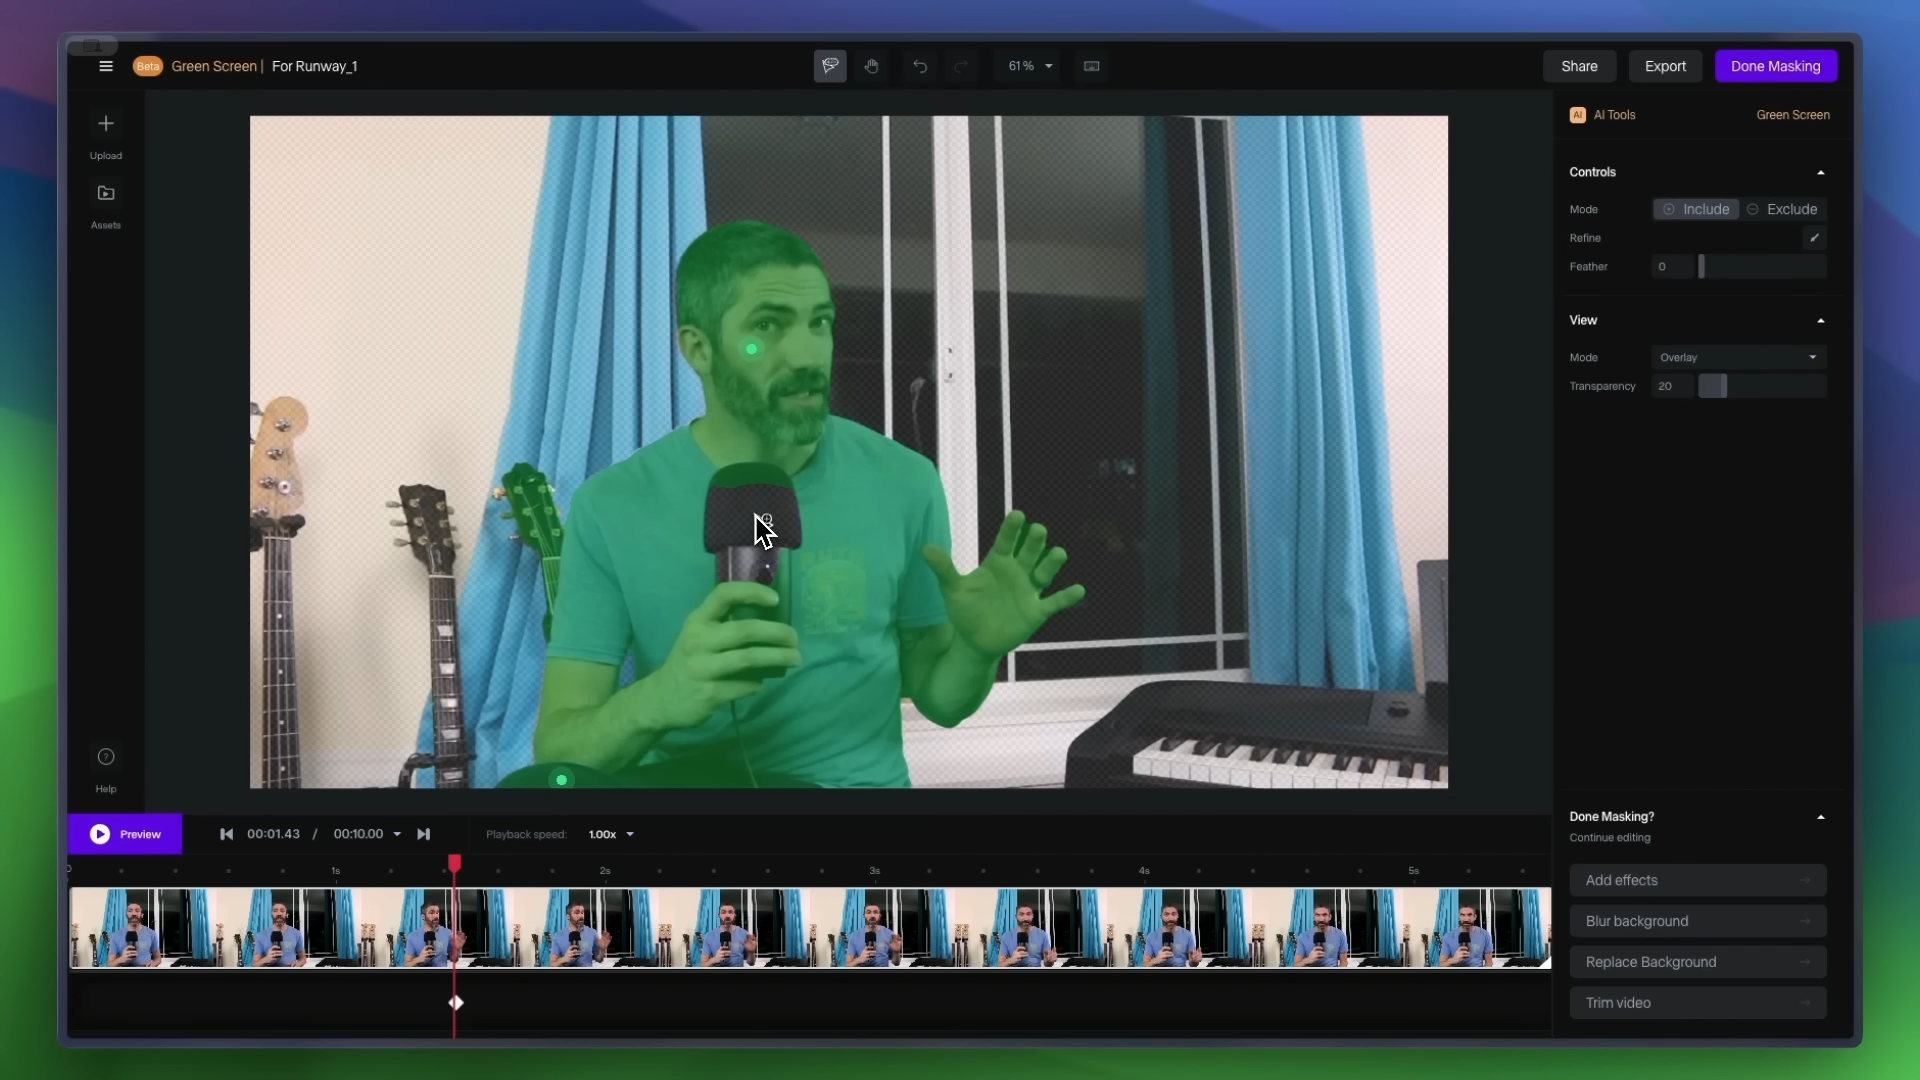 Beta Green Screen | For Runway_1
61%
Share
Export
Done Masking
Upload
Assets
Help
AI AI Tools
Green Screen
Controls
Mode
Include
Exclude
Refine
Feather
0
View
Mode
Overlay
Transparency
20
Done Masking?
Continue editing
Add effects
Blur background
Replace Background
Trim video
Preview
00:01.43 / 00:10.00
Playback speed: 1.00x
1s
2s
3s
4s
5s